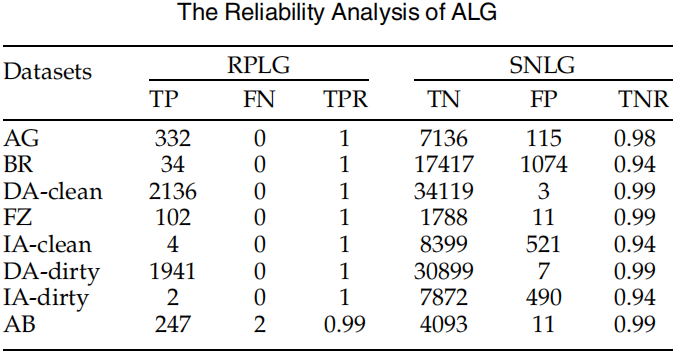 The Reliability Analysis of ALG
Datasets RPLG SNLG
TP FN TPR TN FP TNR
AG 332 0 1 7136 115 0.98
BR 34 0 1 17417 1074 0.94
DA-clean 2136 0 1 34119 3 0.99
FZ 102 0 1 1788 11 0.99
IA-clean 4 0 1 8399 521 0.94
DA-dirty 1941 0 1 30899 7 0.99
IA-dirty 2 0 1 7872 490 0.94
AB 247 2 0.99 4093 11 0.99